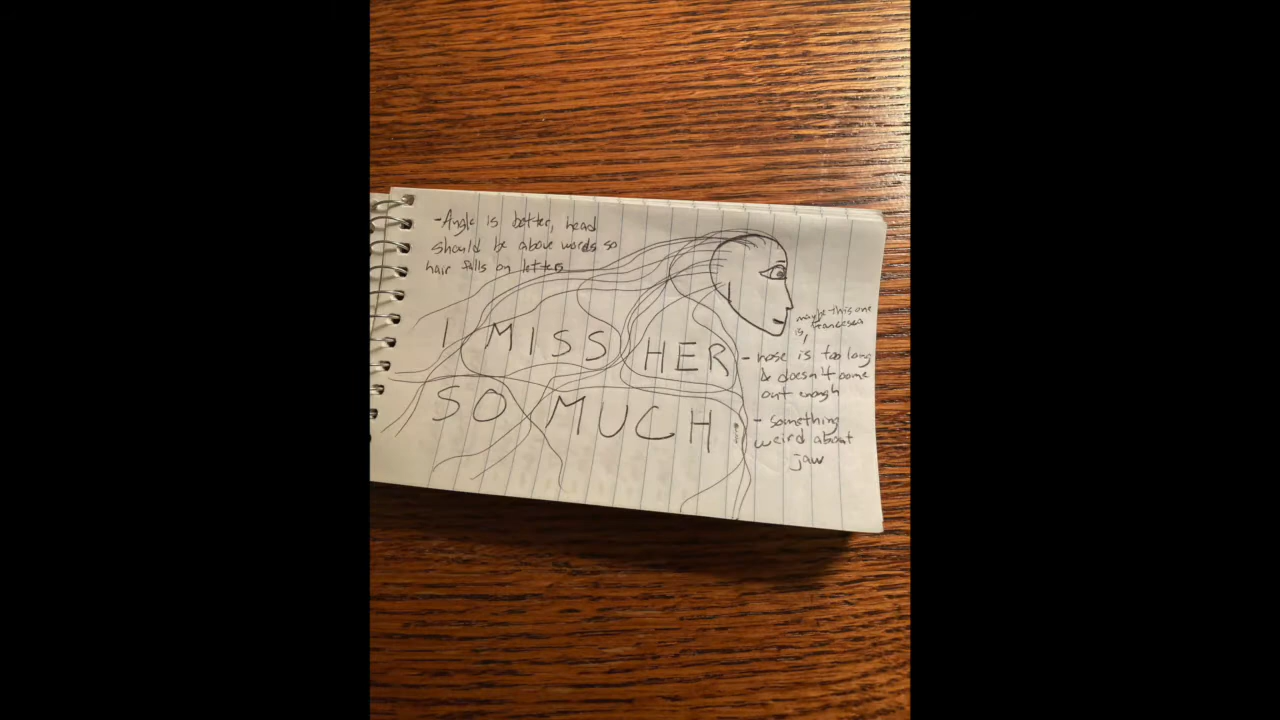 -Angle is better, head
should be above words so
hair falls on letters
I MISS HER
SO MUCH
maybe this one
is, francesca
- nose is too long
& doesn't come
out enough
- something
weird about
jaw